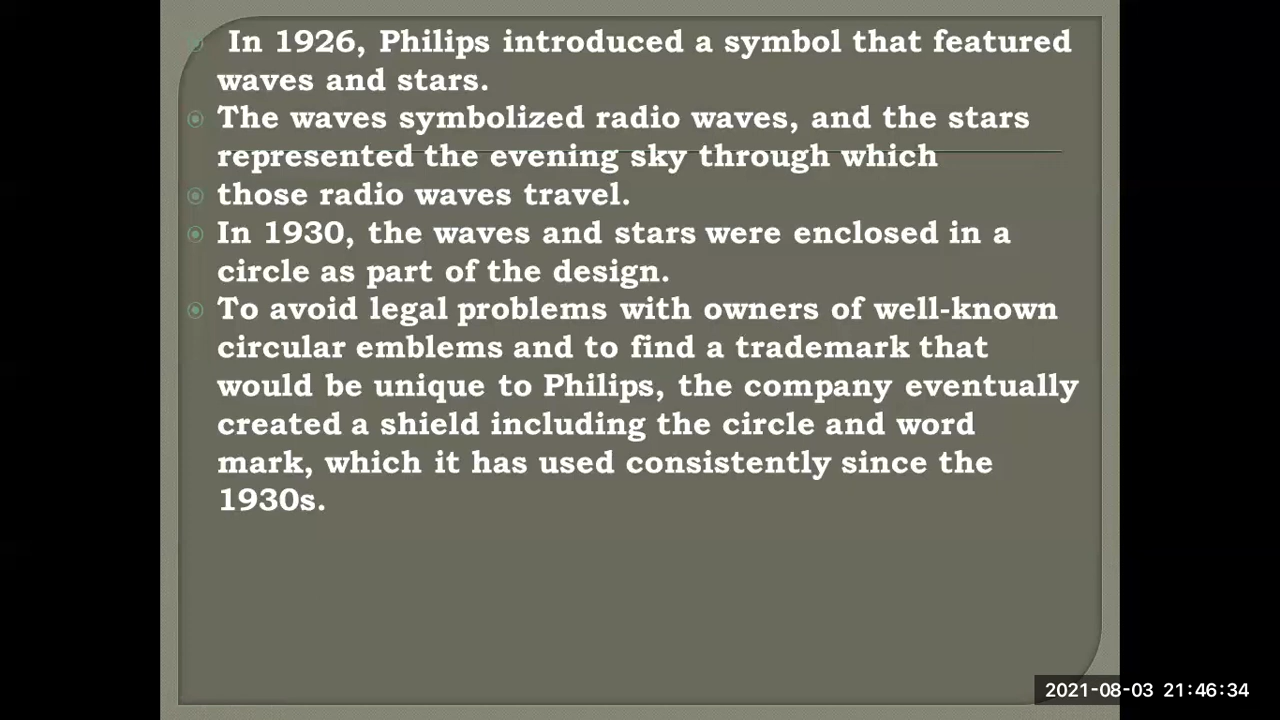 In 1926, Philips introduced a symbol that featured
waves and stars.
The waves symbolized radio waves, and the stars
represented the evening sky through which
those radio waves travel.
In 1930, the waves and stars were enclosed in a
circle as part of the design.
To avoid legal problems with owners of well-known
circular emblems and to find a trademark that
would be unique to Philips, the company eventually
created a shield including the circle and word
mark, which it has used consistently since the
1930s.
2021-08-03 21:46:34